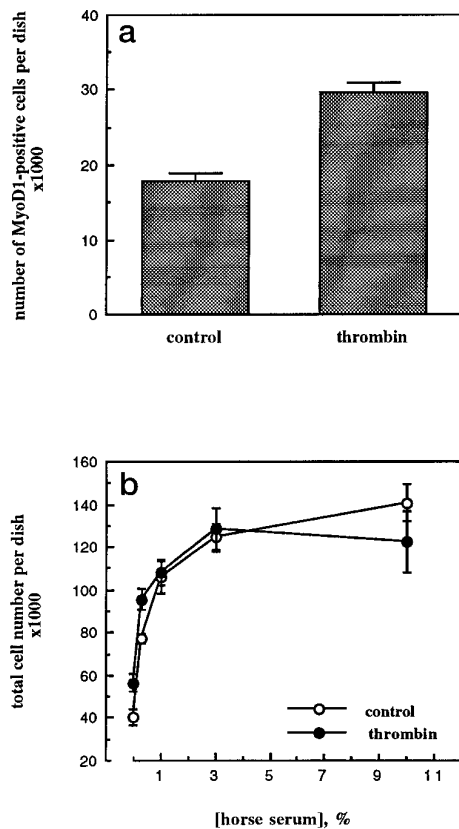 a
number of MyoD1-positive cells per dish
x1000
40
30
20
10
0
control
thrombin
b
total cell number per dish
x1000
160
140
120
100
80
60
40
20
control
thrombin
1 3 5 7 9 11
[horse serum], %